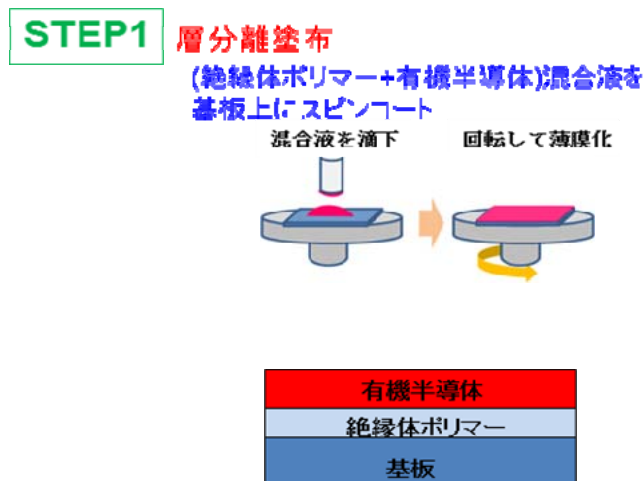 STEP1
層分離塗布
(絶縁体ポリマー+有機半導体)混合液を
基板上にスピンコート
混合液を滴下
回転して薄膜化
有機半導体
絶縁体ポリマー
基板